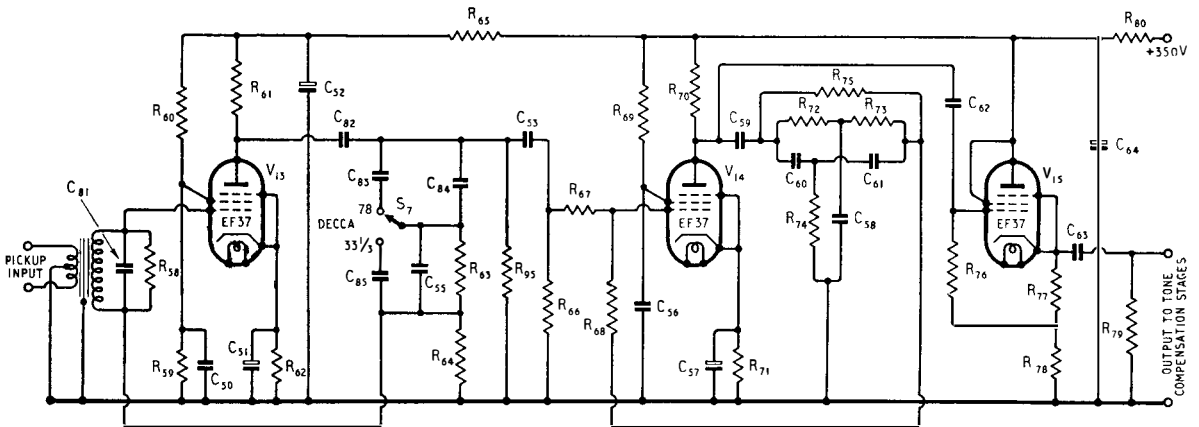 R80
+350V
R65
R61
R60
C52
C82
C53
R69
R70
C59
R75
R72
R73
C62
C64
V13
C83
S7
C84
V14
C60
C61
V15
C81
EF37
78
DECCA
33 1/3
R67
EF37
R74
C58
EF37
C63
PICKUP INPUT
R58
C85
C55
R63
R95
R66
R68
C56
R76
R77
R79
R59
C50
C51
R62
R64
C57
R71
R78
OUTPUT TO TONE
COMPENSATION STAGES